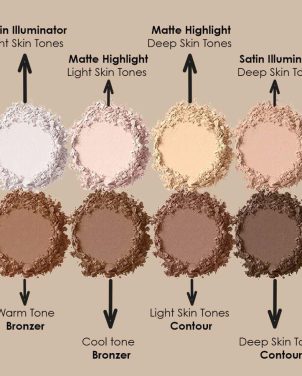 in Illuminator
ht Skin Tones
Matte Highlight
Light Skin Tones
Matte Highlight
Deep Skin Tones
Satin Illumin
Deep Skin To
Warm Tone
Bronzer
Cool tone
Bronzer
Light Skin Tones
Contour
Deep Skin To
Contour